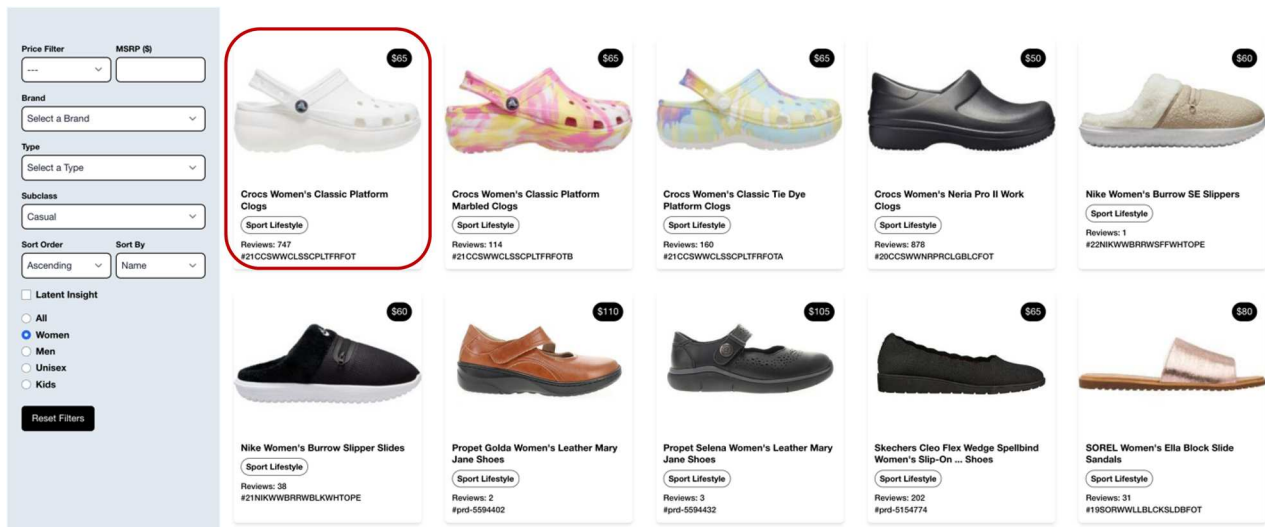 Price Filter
MSRP ($)
---
Brand
Select a Brand
Type
Select a Type
Subclass
Casual
Sort Order
Sort By
Ascending
Name
Latent Insight
All
Women
Men
Unisex
Kids
Reset Filters
$65
Crocs Women's Classic Platform
Clogs
Sport Lifestyle
Reviews: 747
#21CCSWWCLSSCPLTFRFOT
$65
Crocs Women's Classic Platform
Marbled Clogs
Sport Lifestyle
Reviews: 114
#21CCSWWCLSSCPLTFRFOTB
$65
Crocs Women's Classic Tie Dye
Platform Clogs
Sport Lifestyle
Reviews: 160
#21CCSWWCLSSCPLTFRFOTA
$50
Crocs Women's Neria Pro II Work
Clogs
Sport Lifestyle
Reviews: 878
#20CCSWWNRPRCLGBLCFOT
$60
Nike Women's Burrow SE Slippers
Sport Lifestyle
Reviews: 1
#22NIKWWBRRWSFFWHTOPE
$60
Nike Women's Burrow Slipper Slides
Sport Lifestyle
Reviews: 38
#21NIKWWBRRWBLKWHTOPE
$110
Propet Golda Women's Leather Mary
Jane Shoes
Sport Lifestyle
Reviews: 2
#prd-5594402
$105
Propet Selena Women's Leather Mary
Jane Shoes
Sport Lifestyle
Reviews: 3
#prd-5594432
$65
Skechers Cleo Flex Wedge Spellbind
Women's Slip-On ... Shoes
Sport Lifestyle
Reviews: 202
#prd-5154774
$80
SOREL Women's Ella Block Slide
Sandals
Sport Lifestyle
Reviews: 31
#19SORWWLLBLCKSLDBFOT